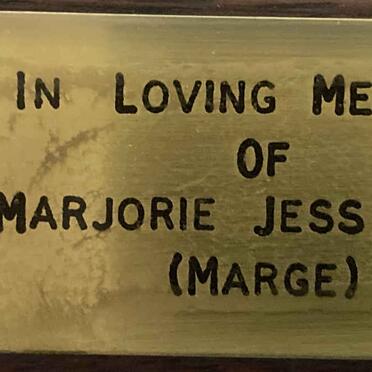 IN LOVING ME
OF
MARJORIE JESS
(MARGE)